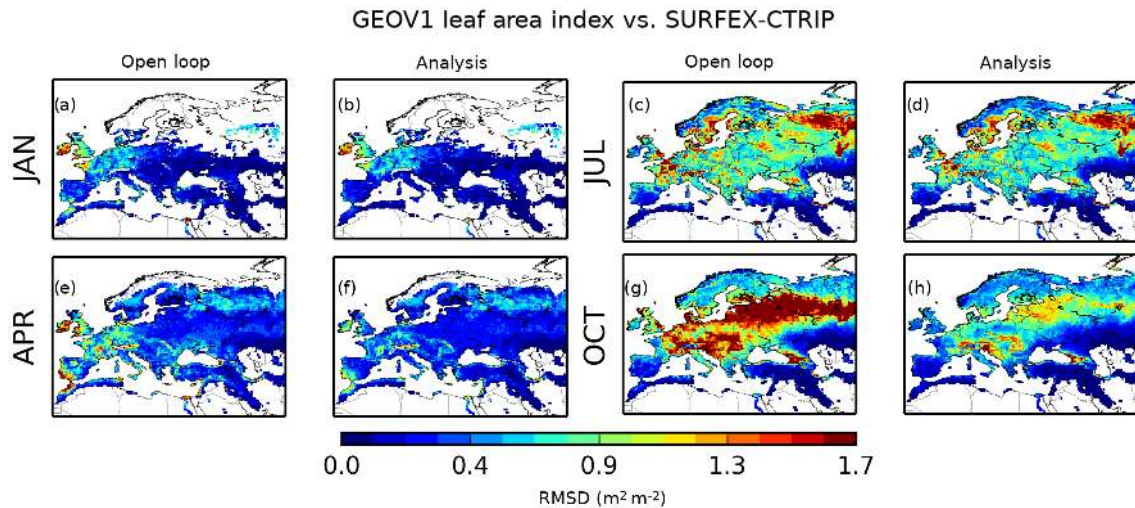 GEOV1 leaf area index vs. SURFEX-CTRIP
Open loop
Analysis
Open loop
Analysis
JAN
(a)
(b)
JUL
(c)
(d)
APR
(e)
(f)
OCT
(g)
(h)
0.0 0.4 0.9 1.3 1.7
RMSD (m² m⁻²)